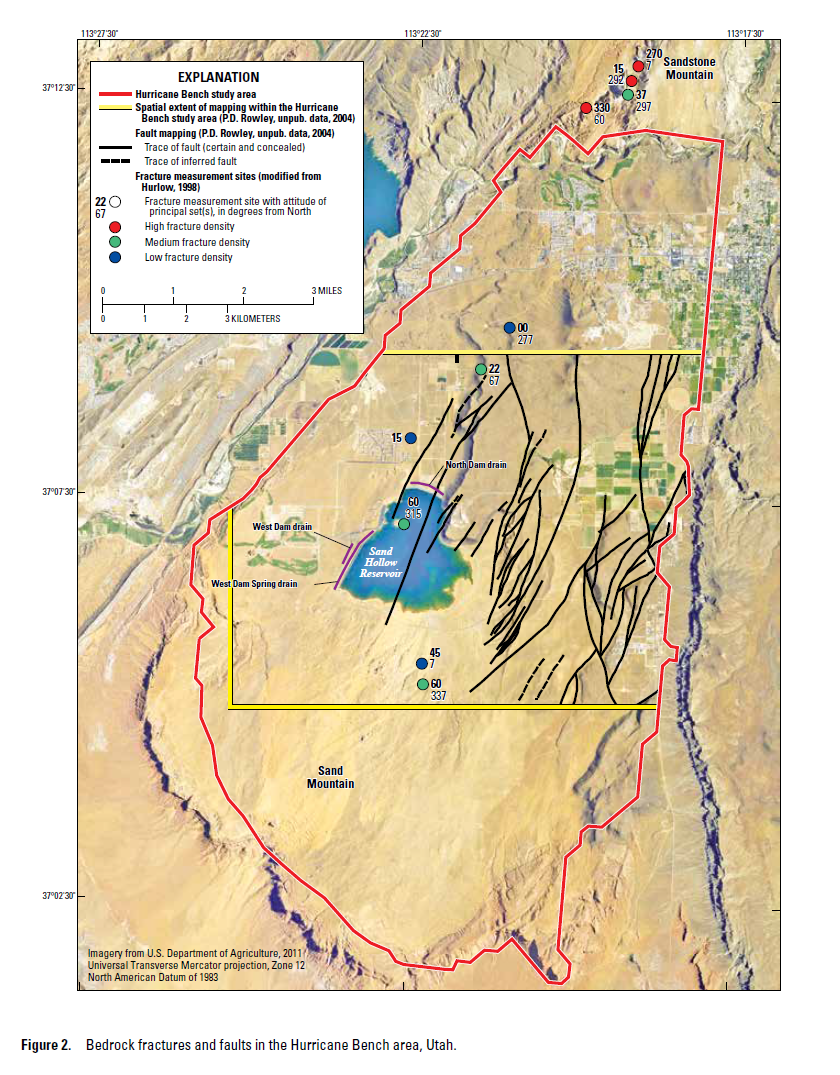 113°27'30"
113°22'30"
113°17'30"
37°12'30"
37°07'30"
37°02'30"
EXPLANATION
Hurricane Bench study area
Spatial extent of mapping within the Hurricane
Bench study area (P.D. Rowley, unpub. data, 2004)
Fault mapping (P.D. Rowley, unpub. data, 2004)
Trace of fault (certain and concealed)
Trace of inferred fault
Fracture measurement sites (modified from
Hurlow, 1998)
22
67
Fracture measurement site with attitude of
principal set(s), in degrees from North
High fracture density
Medium fracture density
Low fracture density
0 1 2 3 MILES
0 1 2 3 KILOMETERS
270
7
Sandstone
Mountain
15
292
37
297
330
60
00
277
22
67
15
North Dam drain
60
315
West Dam drain
Sand
Hollow
Reservoir
West Dam Spring drain
45
7
60
337
Sand
Mountain
Imagery from U.S. Department of Agriculture, 2011
Universal Transverse Mercator projection, Zone 12
North American Datum of 1983
Figure 2. Bedrock fractures and faults in the Hurricane Bench area, Utah.